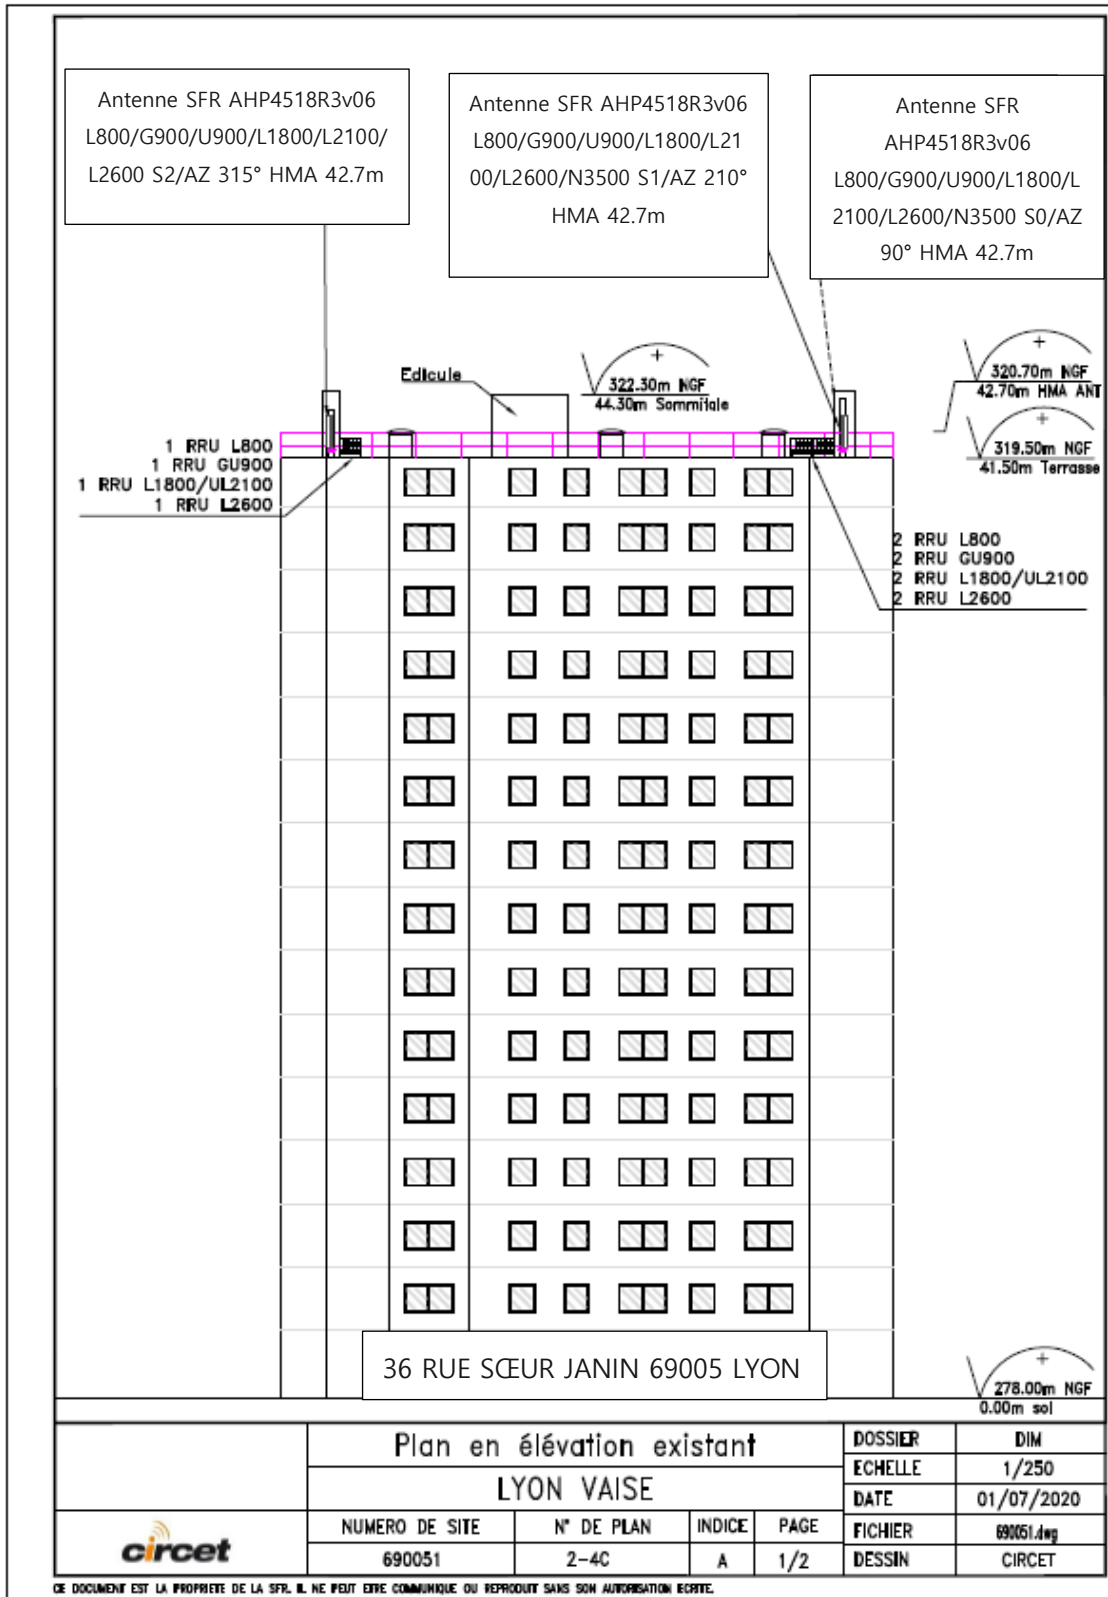 Antenne SFR AHP4518R3v06
L800/G900/U900/L1800/L2100/
L2600 S2/AZ 315° HMA 42.7m
Antenne SFR AHP4518R3v06
L800/G900/U900/L1800/L21
00/L2600/N3500 S1/AZ 210°
HMA 42.7m
Antenne SFR
AHP4518R3v06
L800/G900/U900/L1800/L
2100/L2600/N3500 S0/AZ
90° HMA 42.7m
Edicule
322.30m NGF
44.30m Sommitale
320.70m NGF
42.70m HMA ANT
319.50m NGF
41.50m Terrasse
1 RRU L800
1 RRU GU900
1 RRU L1800/UL2100
1 RRU L2600
2 RRU L800
2 RRU GU900
2 RRU L1800/UL2100
2 RRU L2600
36 RUE SŒUR JANIN 69005 LYON
278.00m NGF
0.00m sol
Plan en élévation existant
LYON VAISE
NUMERO DE SITE
N° DE PLAN
INDICE
PAGE
690051
2-4C
A
1/2
DOSSIER
DIM
ECHELLE
1/250
DATE
01/07/2020
FICHIER
690051.dwg
DESSIN
CIRCET
circet
CE DOCUMENT EST LA PROPRIETE DE LA SFR. IL NE PEUT ETRE COMMUNIQUE OU REPRODUIT SANS SON AUTORISATION ECRITE.